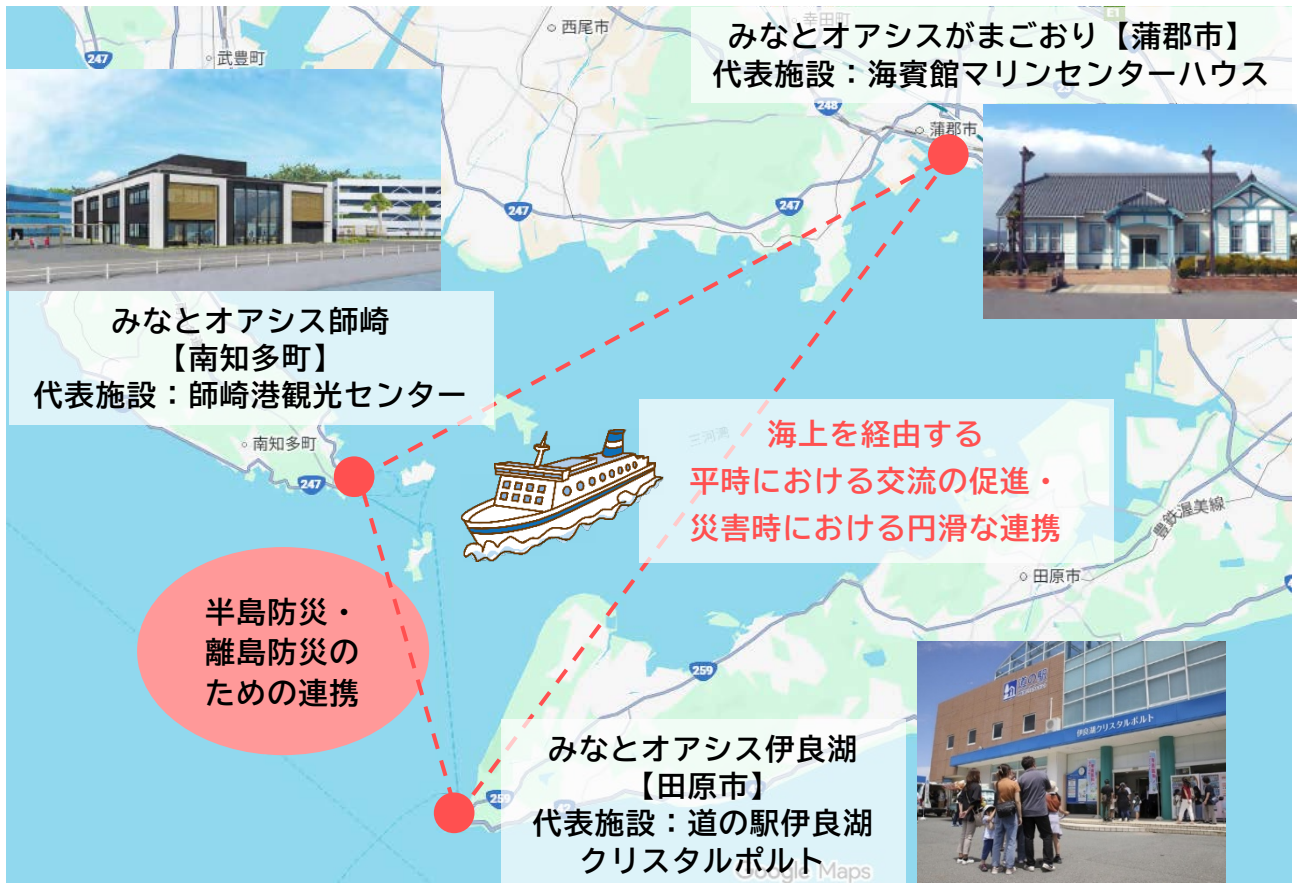 みなとオアシスがまごおり【蒲郡市】
代表施設：海賓館マリンセンターハウス
西尾市
幸田町
武豊町
247
248
蒲郡市
247
247
みなとオアシス師崎
【南知多町】
代表施設：師崎港観光センター
南知多町
247
三河湾
海上を経由する
平時における交流の促進・
災害時における円滑な連携
豊鉄渥美線
田原市
半島防災・
離島防災の
ための連携
259
道の駅
伊良湖クリスタルポルト
みなとオアシス伊良湖
【田原市】
代表施設：道の駅伊良湖
クリスタルポルト
259
42
Google Maps